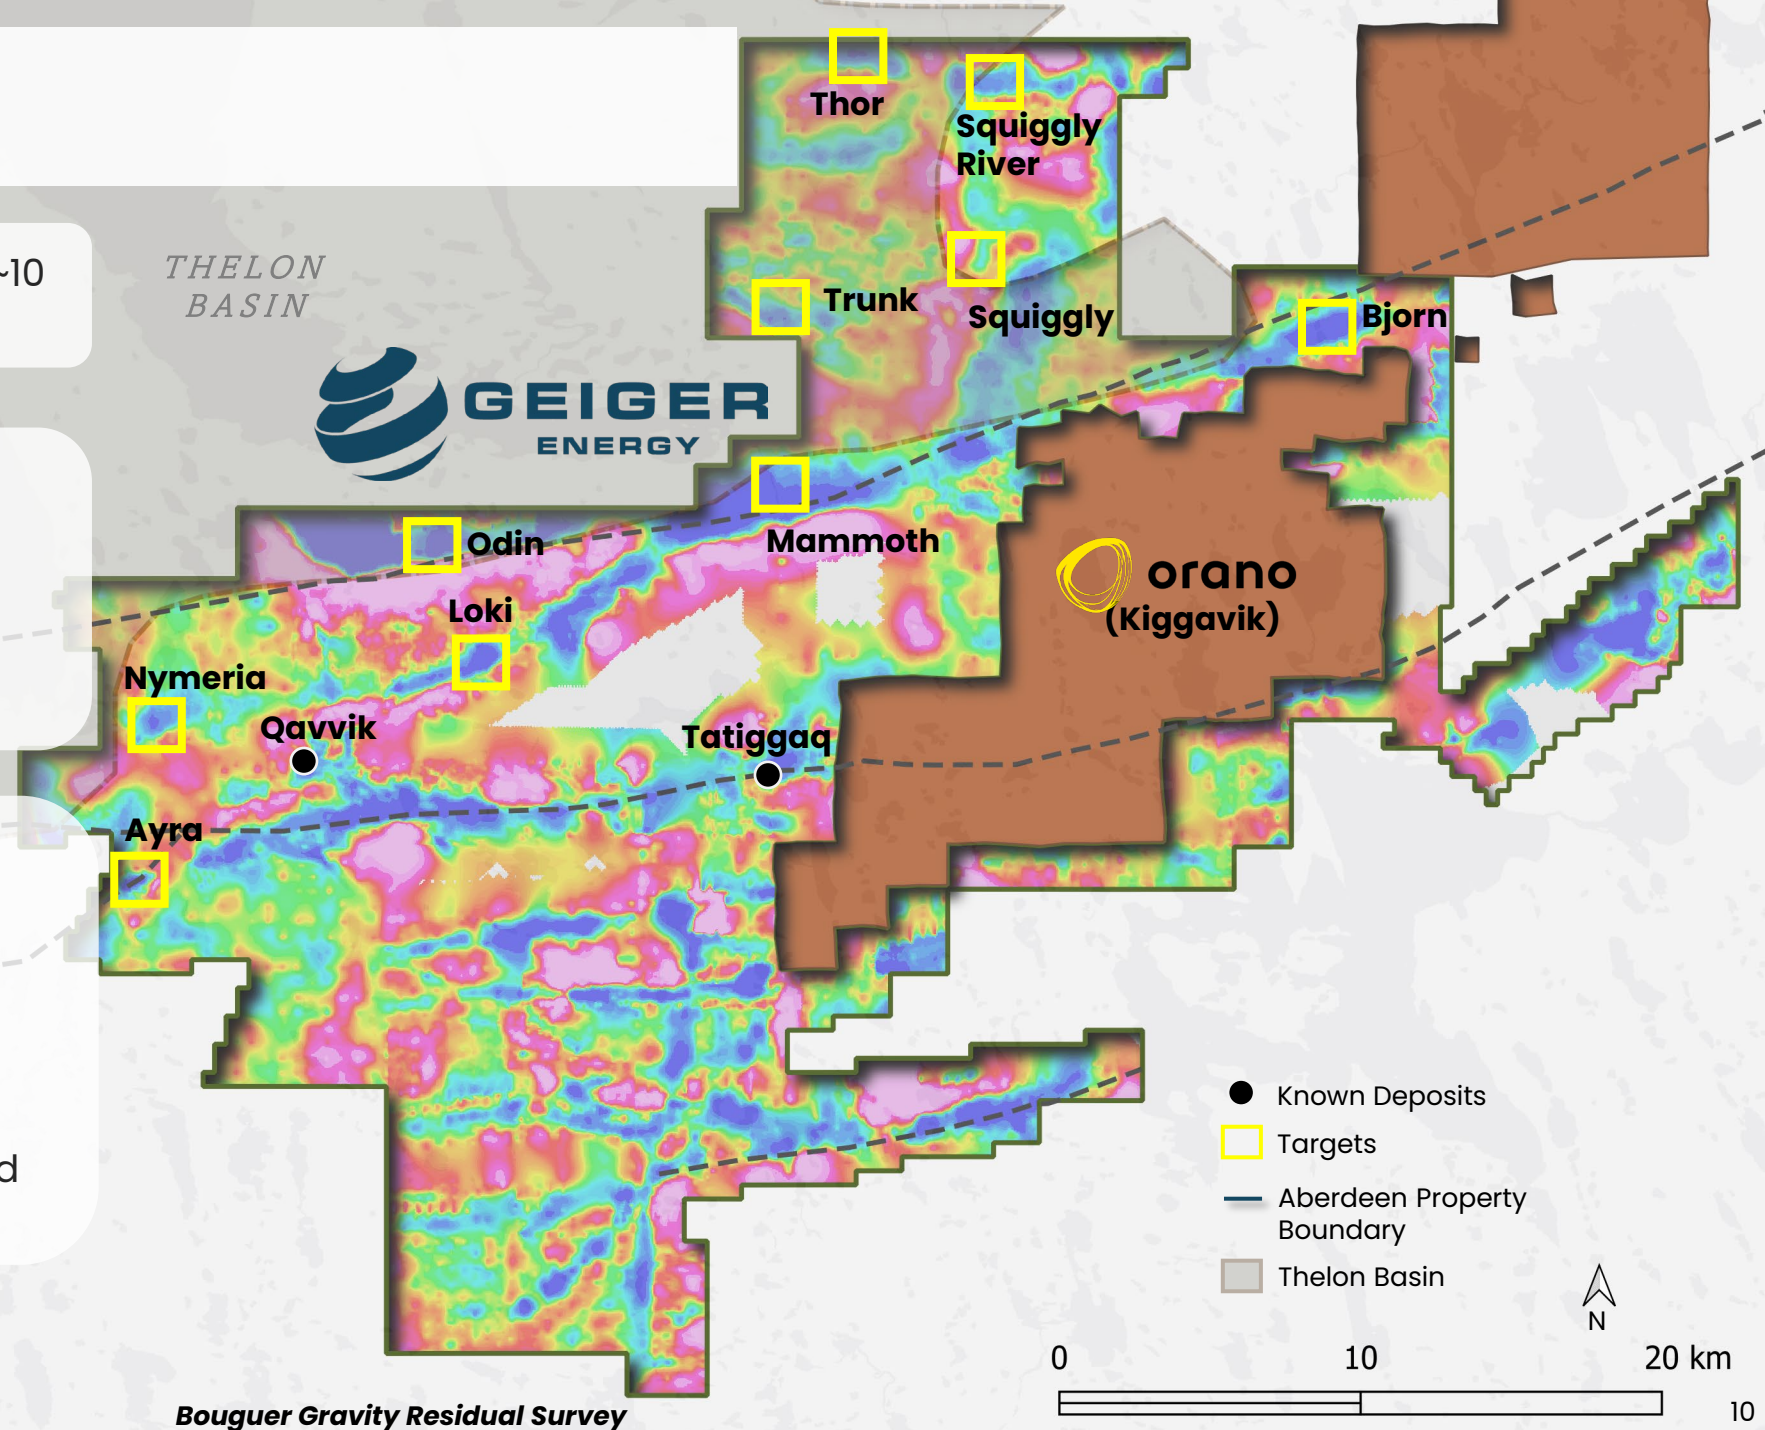 Thor
Squiggly
River
~10
THELON
BASIN
Trunk
Squiggly
Bjorn
GEIGER
ENERGY
Odin
Mammoth
orano
(Kiggavik)
Loki
Nymeria
Qavvik
Tatiggaq
Ayra
d
Known Deposits
Targets
Aberdeen Property
Boundary
Thelon Basin
N
0 10 20 km
Bouguer Gravity Residual Survey
10